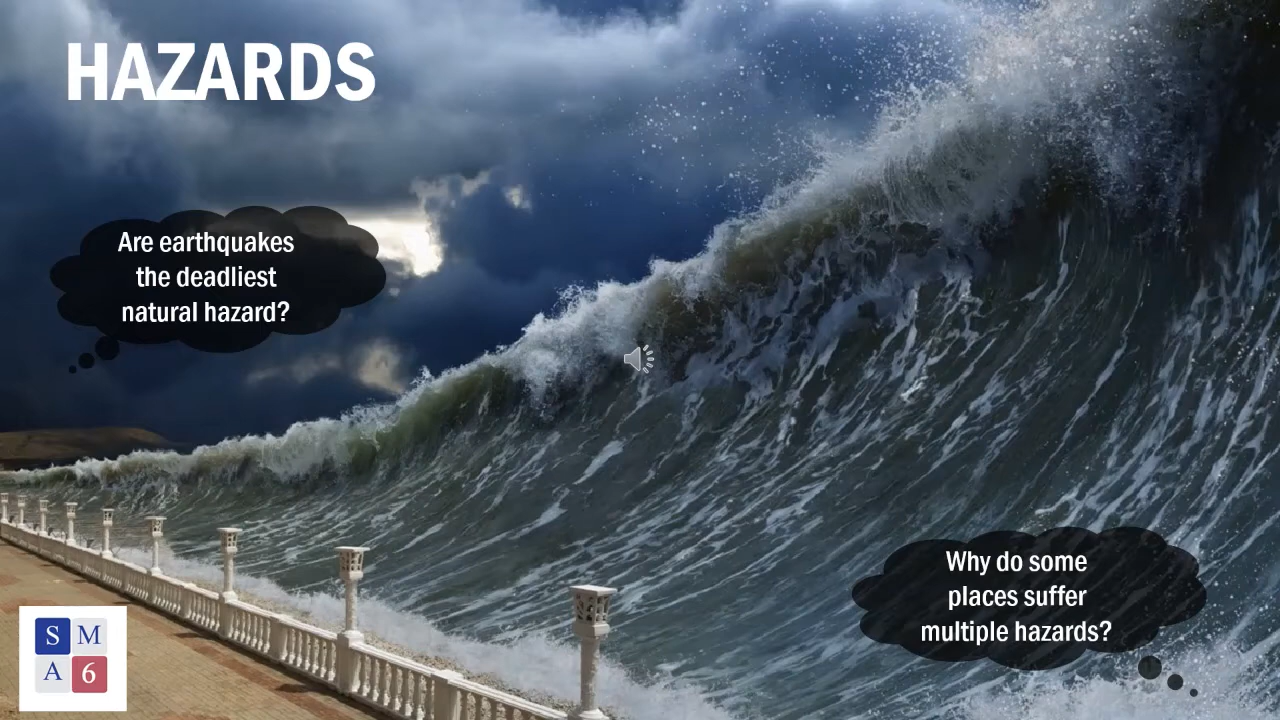 HAZARDS
Are earthquakes
the deadliest
natural hazard?
Why do some
places suffer
multiple hazards?
S M
A 6